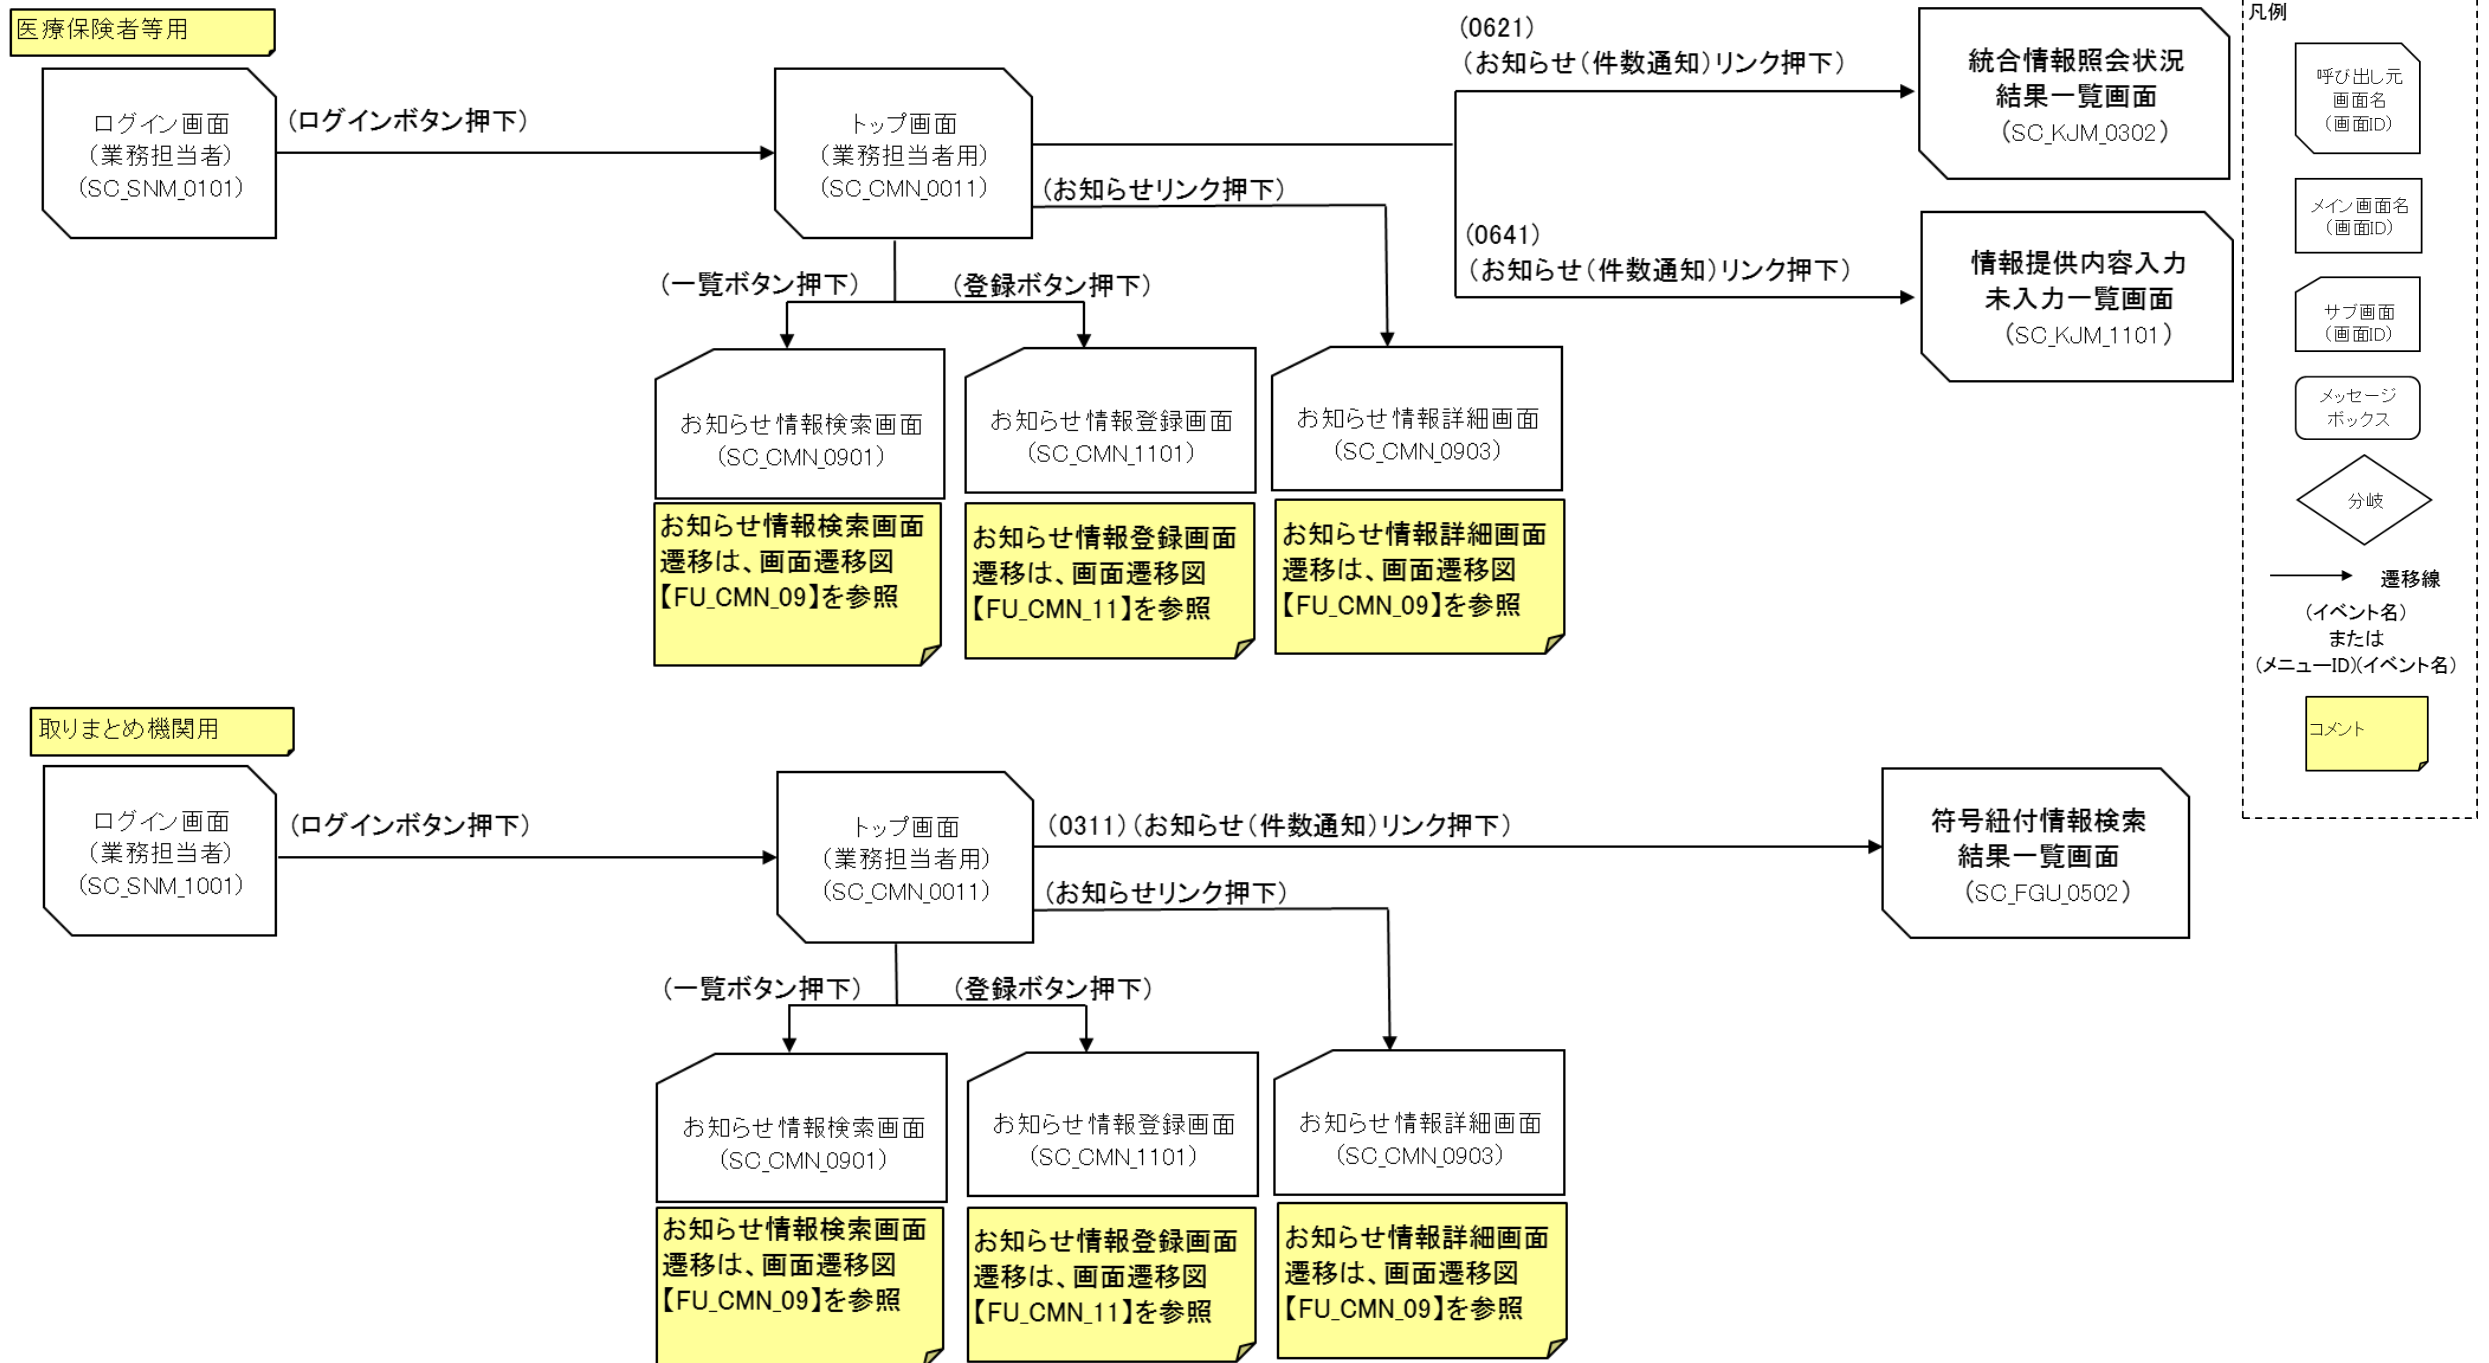 医療保険者等用
ログイン画面
(業務担当者)
(SC_SNM_0101)
(ログインボタン押下)
トップ画面
(業務担当者用)
(SC_CMN_0011)
(0621)
(お知らせ(件数通知)リンク押下)
統合情報照会状況
結果一覧画面
(SC_KJM_0302)
(お知らせリンク押下)
(0641)
(お知らせ(件数通知)リンク押下)
情報提供内容入力
未入力一覧画面
(SC_KJM_1101)
(一覧ボタン押下)
(登録ボタン押下)
お知らせ情報検索画面
(SC_CMN_0901)
お知らせ情報登録画面
(SC_CMN_1101)
お知らせ情報詳細画面
(SC_CMN_0903)
お知らせ情報検索画面
遷移は、画面遷移図
【FU_CMN_09】を参照
お知らせ情報登録画面
遷移は、画面遷移図
【FU_CMN_11】を参照
お知らせ情報詳細画面
遷移は、画面遷移図
【FU_CMN_09】を参照
取りまとめ機関用
ログイン画面
(業務担当者)
(SC_SNM_1001)
(ログインボタン押下)
トップ画面
(業務担当者用)
(SC_CMN_0011)
(0311)(お知らせ(件数通知)リンク押下)
符号紐付情報検索
結果一覧画面
(SC_FGU_0502)
(お知らせリンク押下)
(一覧ボタン押下)
(登録ボタン押下)
お知らせ情報検索画面
(SC_CMN_0901)
お知らせ情報登録画面
(SC_CMN_1101)
お知らせ情報詳細画面
(SC_CMN_0903)
お知らせ情報検索画面
遷移は、画面遷移図
【FU_CMN_09】を参照
お知らせ情報登録画面
遷移は、画面遷移図
【FU_CMN_11】を参照
お知らせ情報詳細画面
遷移は、画面遷移図
【FU_CMN_09】を参照
凡例
呼び出し元
画面名
(画面ID)
メイン画面名
(画面ID)
サブ画面
(画面ID)
メッセージ
ボックス
分岐
遷移線
(イベント名)
または
(メニューID)(イベント名)
コメント